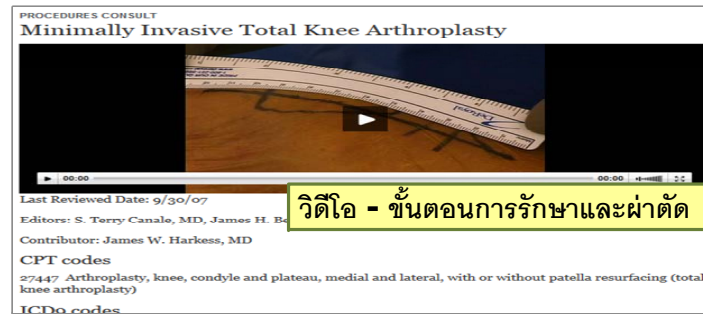 PROCEDURES CONSULT
Minimally Invasive Total Knee Arthroplasty
00:00
00:00
Last Reviewed Date: 9/30/07
วิดีโอ - ขั้นตอนการรักษาและผ่าตัด
Editors: S. Terry Canale, MD, James H.
Contributor: James W. Harkess, MD
CPT codes
27447 Arthroplasty, knee, condyle and plateau, medial and lateral, with or without patella resurfacing (total
knee arthroplasty)
ICD9 codes